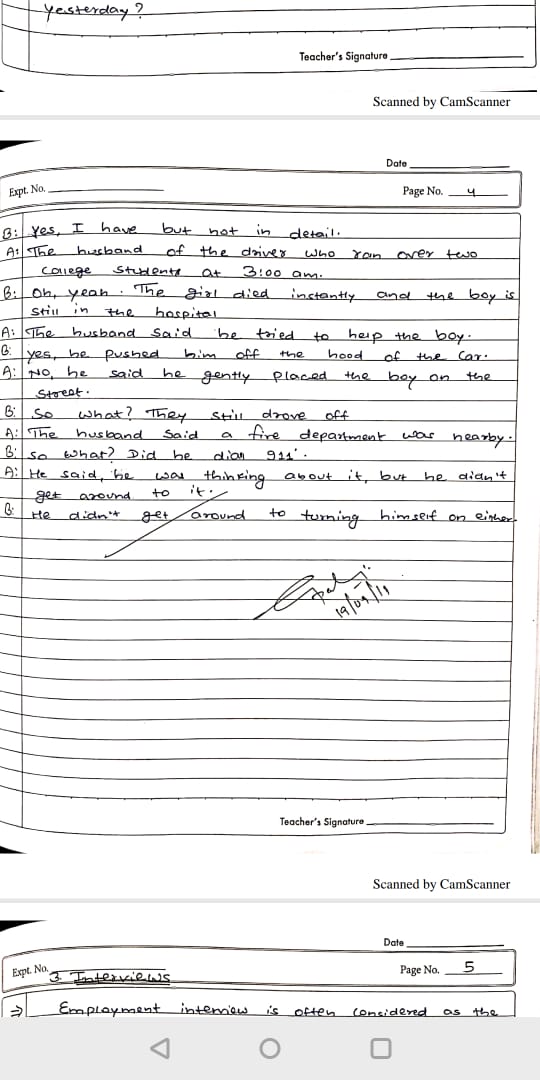 yesterday?
Teacher's Signature
Scanned by CamScanner
Date
Expt. No.
Page No. 4
B: Yes, I have but not in detail.
A: The husband of the driver who ran over two
College Students at 3:00 am.
B: Oh, yeah. The girl died instantly and the boy is
still in the hospital
A: The husband said he tried to help the boy.
B: yes, he pushed him off the hood of the car.
A: NO, he said he gently placed the boy on the
Street.
B: So what? They still drove off
A: The husband said a fire department was nearby.
B: so what? Did he dial 911'.
A: He said, he was thinking about it, but he didn't
get around to it.
B: He didn't get around to turning himself on either.
19/09/19
Teacher's Signature
Scanned by CamScanner
Date
Expt. No.
Page No. 5
3. Interviews
⇒ Employment interview is often considered as the